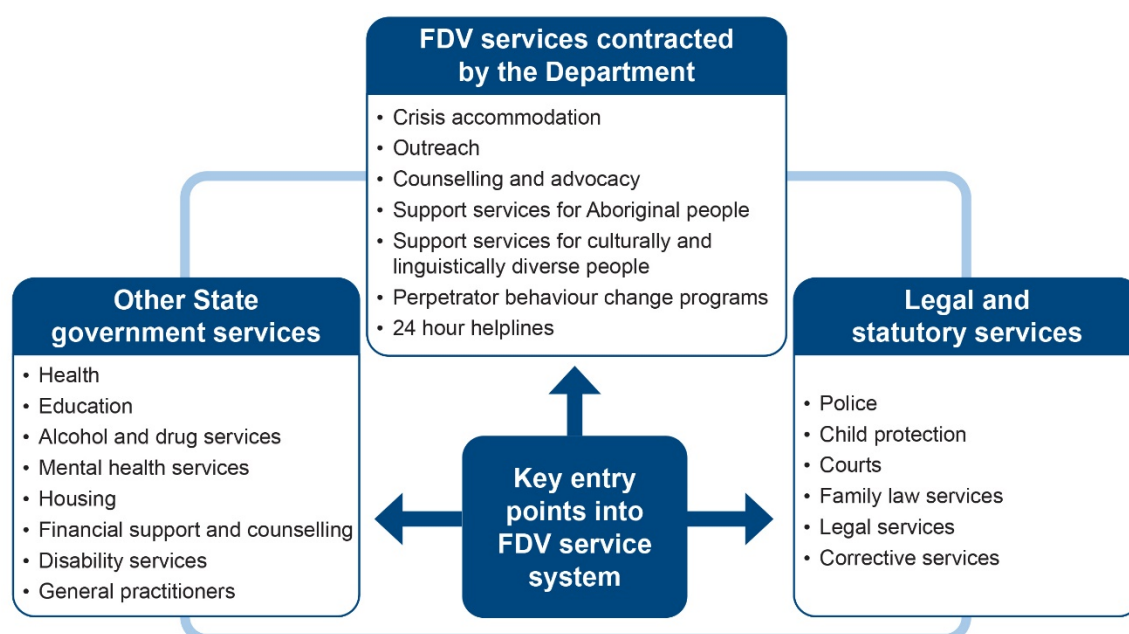 FDV services contracted
by the Department
• Crisis accommodation
• Outreach
• Counselling and advocacy
• Support services for Aboriginal people
• Support services for culturally and
linguistically diverse people
• Perpetrator behaviour change programs
• 24 hour helplines
Other State
government services
• Health
• Education
• Alcohol and drug services
• Mental health services
• Housing
• Financial support and counselling
• Disability services
• General practitioners
Key entry
points into
FDV service
system
Legal and
statutory services
• Police
• Child protection
• Courts
• Family law services
• Legal services
• Corrective services